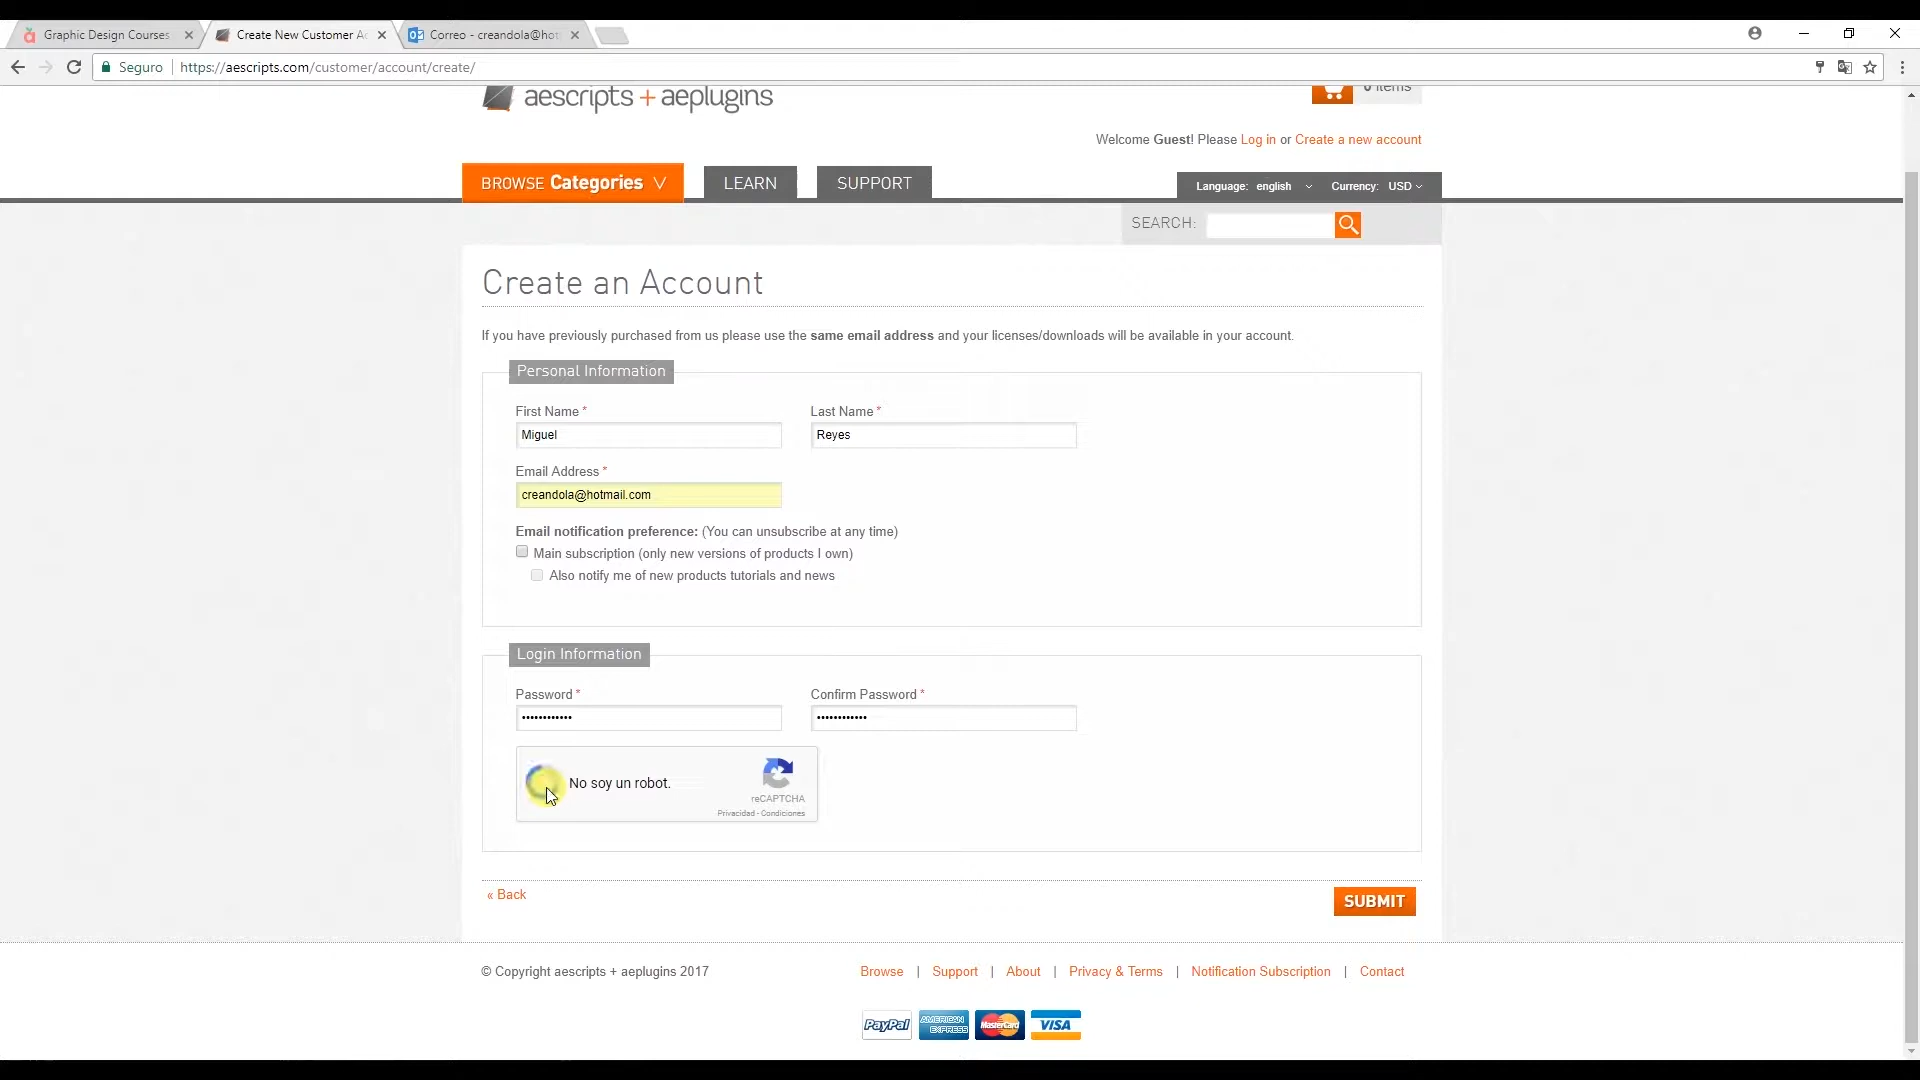 Graphic Design Courses
Create New Customer Ac
Correo - creandola@hot
Seguro
https://aescripts.com/customer/account/create/
aescripts + aeplugins
0 items
Welcome Guest! Please Log in or Create a new account
BROWSE Categories
LEARN
SUPPORT
Language: english
Currency: USD
SEARCH:
Create an Account
If you have previously purchased from us please use the same email address and your licenses/downloads will be available in your account.
Personal Information
First Name *
Last Name *
Miguel
Reyes
Email Address *
creandola@hotmail.com
Email notification preference: (You can unsubscribe at any time)
Main subscription (only new versions of products I own)
Also notify me of new products tutorials and news
Login Information
Password *
Confirm Password *
••••••••••••
••••••••••••
No soy un robot.
reCAPTCHA
Privacidad - Condiciones
« Back
SUBMIT
© Copyright aescripts + aeplugins 2017
Browse | Support | About | Privacy & Terms | Notification Subscription | Contact
PayPal
AMERICAN EXPRESS
MasterCard
VISA